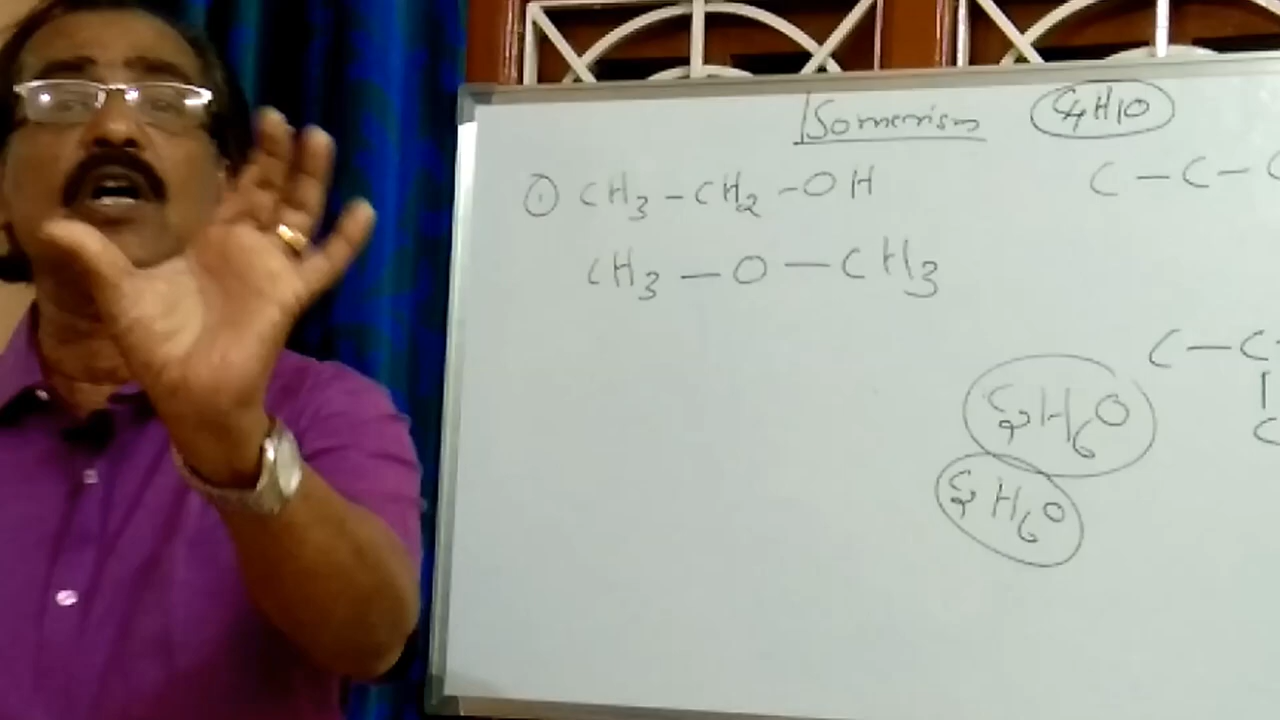 Isomerism C4H10
① CH3-CH2-OH
C-C-C
CH3-O-CH3
C-C-
C
C2H6O
C2H6O